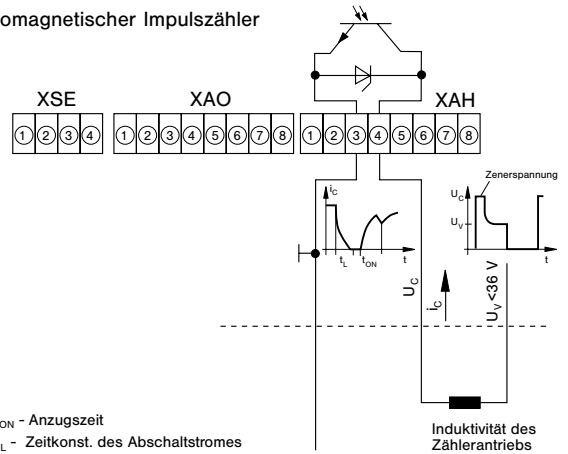 omagnetischer Impulszähler
XSE
XAO
XAH
1 2 3 4
1 2 3 4 5 6 7 8
1 2 3 4 5 6 7 8
i_C
t_L
t_ON
t
Zenerspannung
U_C
U_V
t
U_C
i_C
U_V <36 V
ON - Anzugszeit
L - Zeitkonst. des Abschaltstromes
Induktivität des
Zählerantriebs